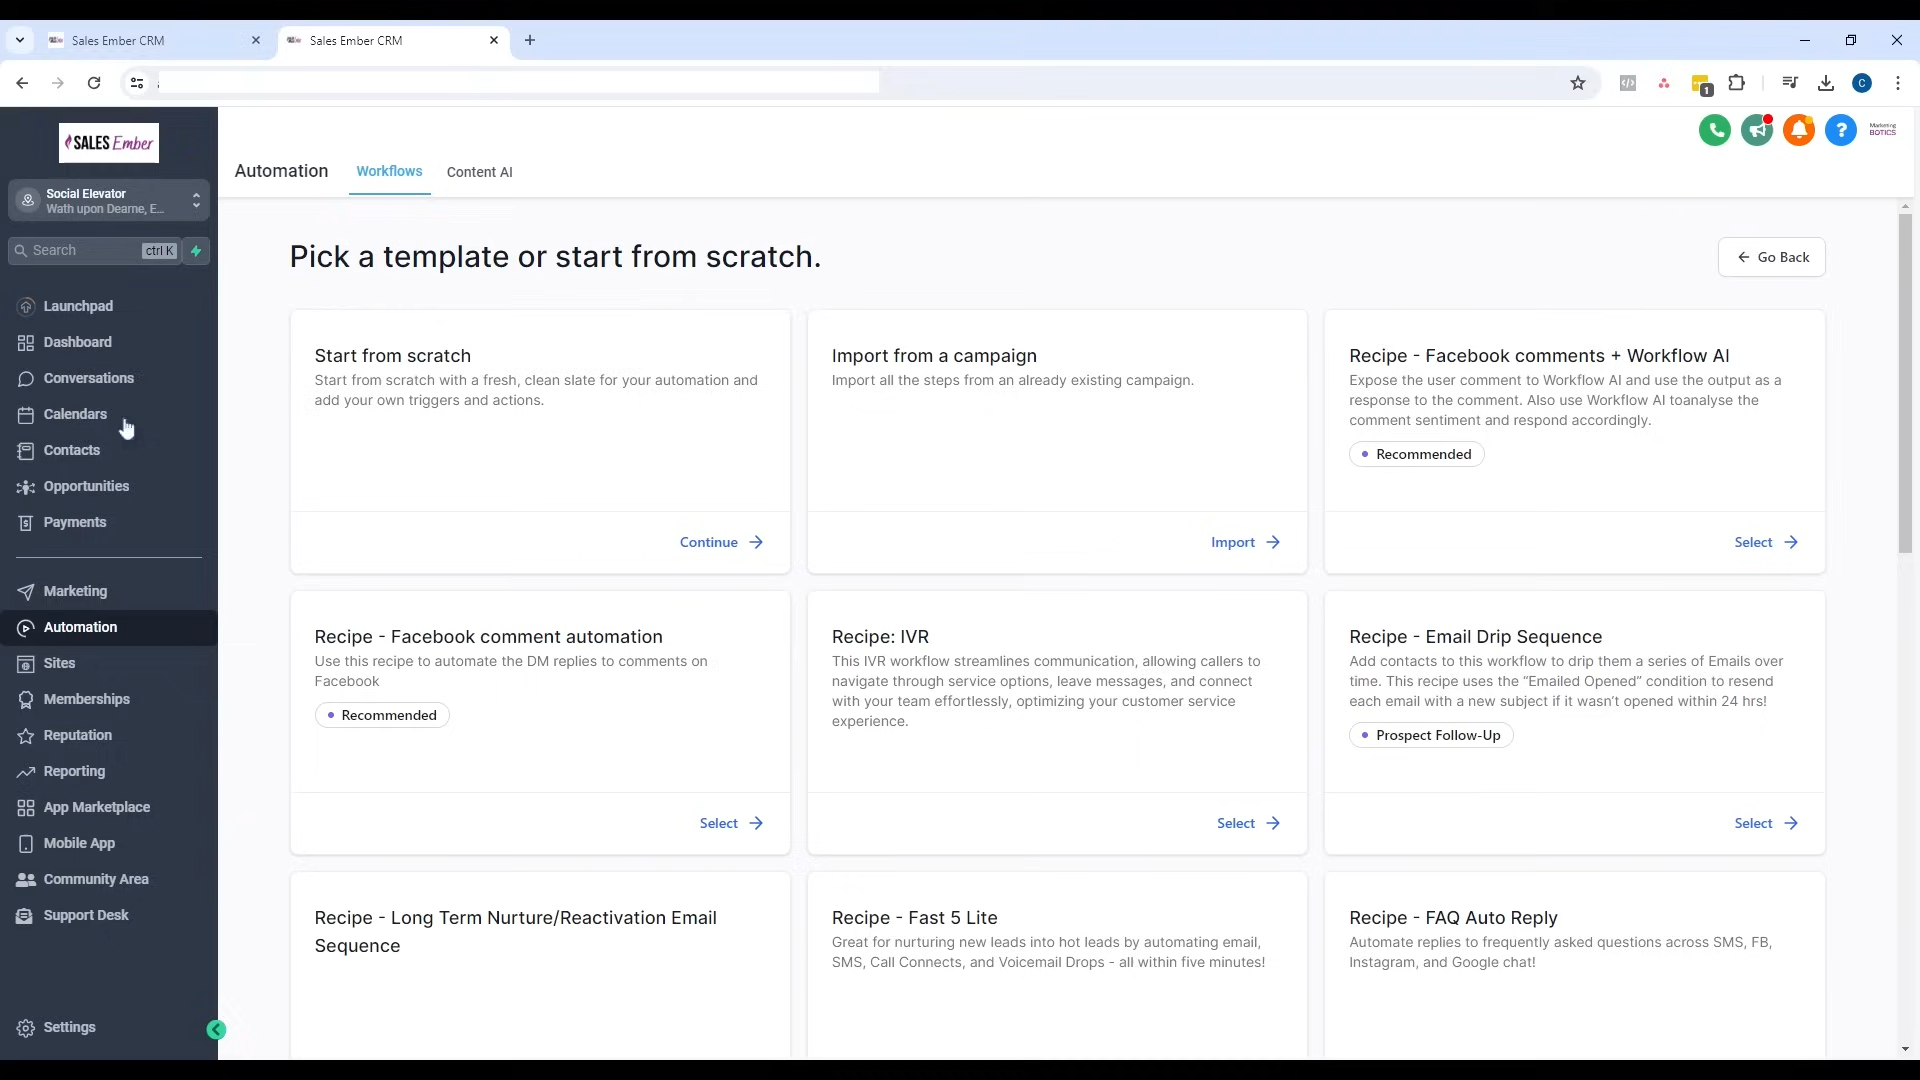 Sales Ember CRM
Sales Ember CRM
1
C
SALES Ember
Social Elevator
Wath upon Dearne, E...
Search ctrl K
Launchpad
Dashboard
Conversations
Calendars
Contacts
Opportunities
Payments
Marketing
Automation
Sites
Memberships
Reputation
Reporting
App Marketplace
Mobile App
Community Area
Support Desk
Settings
Marketing
BOTICS
Automation Workflows Content AI
Pick a template or start from scratch.
Go Back
Start from scratch
Start from scratch with a fresh, clean slate for your automation and
add your own triggers and actions.
Continue
Import from a campaign
Import all the steps from an already existing campaign.
Import
Recipe - Facebook comments + Workflow AI
Expose the user comment to Workflow AI and use the output as a
response to the comment. Also use Workflow AI toanalyse the
comment sentiment and respond accordingly.
Recommended
Select
Recipe - Facebook comment automation
Use this recipe to automate the DM replies to comments on
Facebook
Recommended
Select
Recipe: IVR
This IVR workflow streamlines communication, allowing callers to
navigate through service options, leave messages, and connect
with your team effortlessly, optimizing your customer service
experience.
Select
Recipe - Email Drip Sequence
Add contacts to this workflow to drip them a series of Emails over
time. This recipe uses the “Emailed Opened” condition to resend
each email with a new subject if it wasn’t opened within 24 hrs!
Prospect Follow-Up
Select
Recipe - Long Term Nurture/Reactivation Email
Sequence
Recipe - Fast 5 Lite
Great for nurturing new leads into hot leads by automating email,
SMS, Call Connects, and Voicemail Drops - all within five minutes!
Recipe - FAQ Auto Reply
Automate replies to frequently asked questions across SMS, FB,
Instagram, and Google chat!